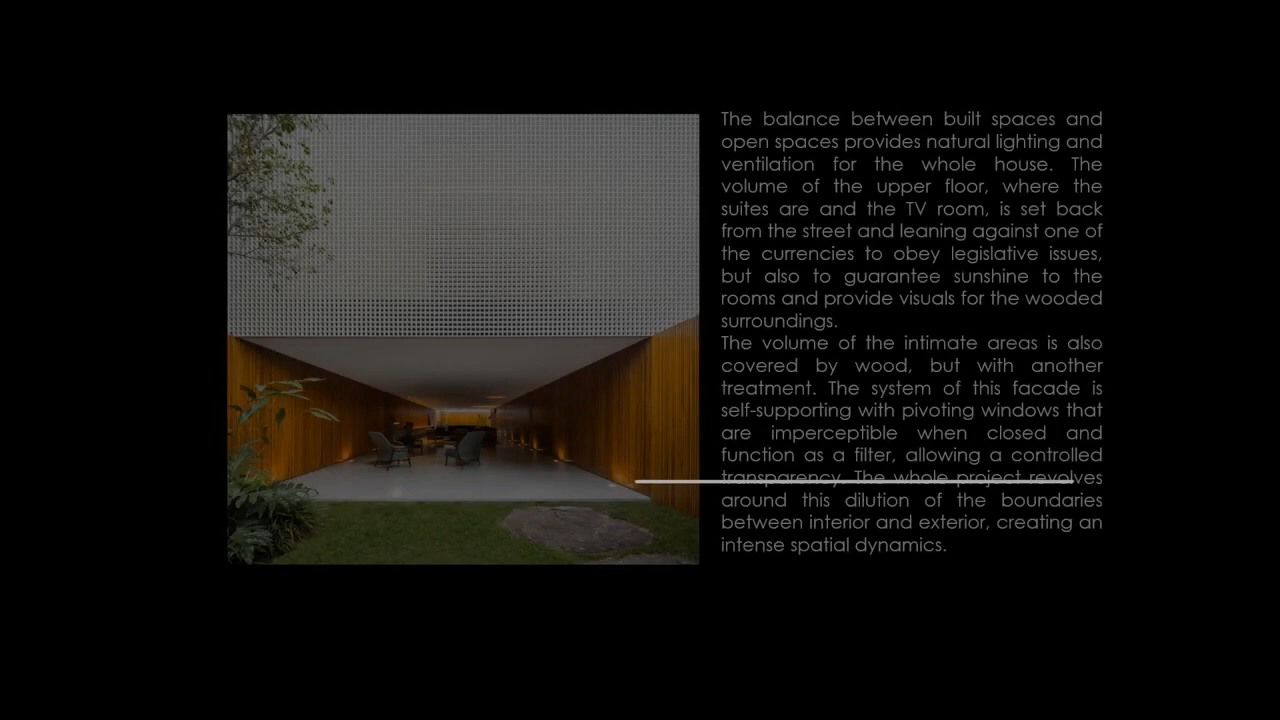 The balance between built spaces and
open spaces provides natural lighting and
ventilation for the whole house. The
volume of the upper floor, where the
suites are and the TV room, is set back
from the street and leaning against one of
the currencies to obey legislative issues,
but also to guarantee sunshine to the
rooms and provide visuals for the wooded
surroundings.
The volume of the intimate areas is also
covered by wood, but with another
treatment. The system of this facade is
self-supporting with pivoting windows that
are imperceptible when closed and
function as a filter, allowing a controlled
transparency. The whole project revolves
around this dilution of the boundaries
between interior and exterior, creating an
intense spatial dynamics.